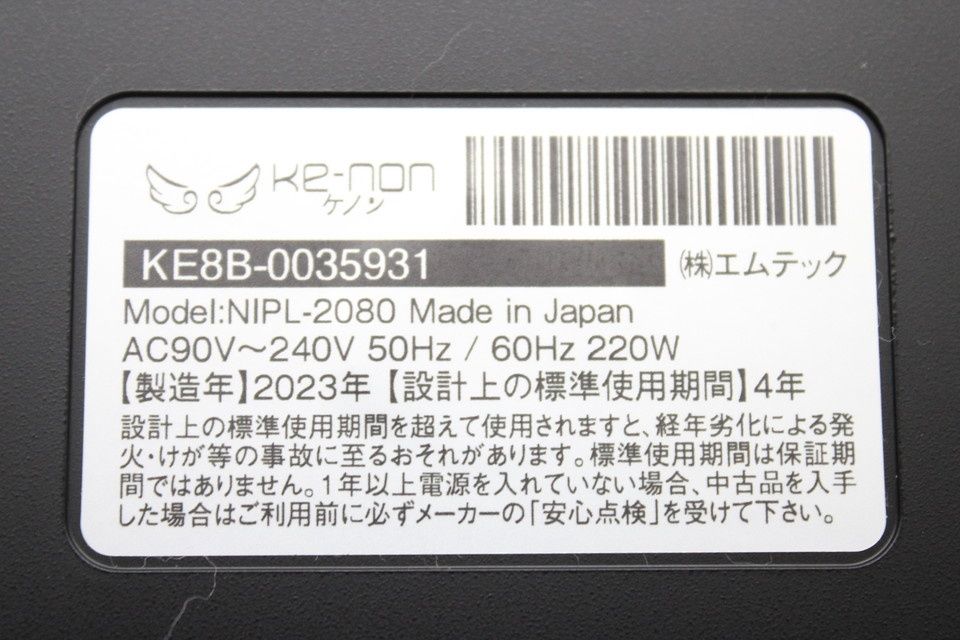 Ke-non
ケノン
KE8B-0035931
(株)エムテック
Model:NIPL-2080 Made in Japan
AC90V～240V 50Hz / 60Hz 220W
【製造年】2023年【設計上の標準使用期間】4年
設計上の標準使用期間を超えて使用されますと、経年劣化による発
火・けが等の事故に至るおそれがあります。標準使用期間は保証期
間ではありません。1年以上電源を入れていない場合、中古品を入手
した場合はご利用前に必ずメーカーの「安心点検」を受けて下さい。